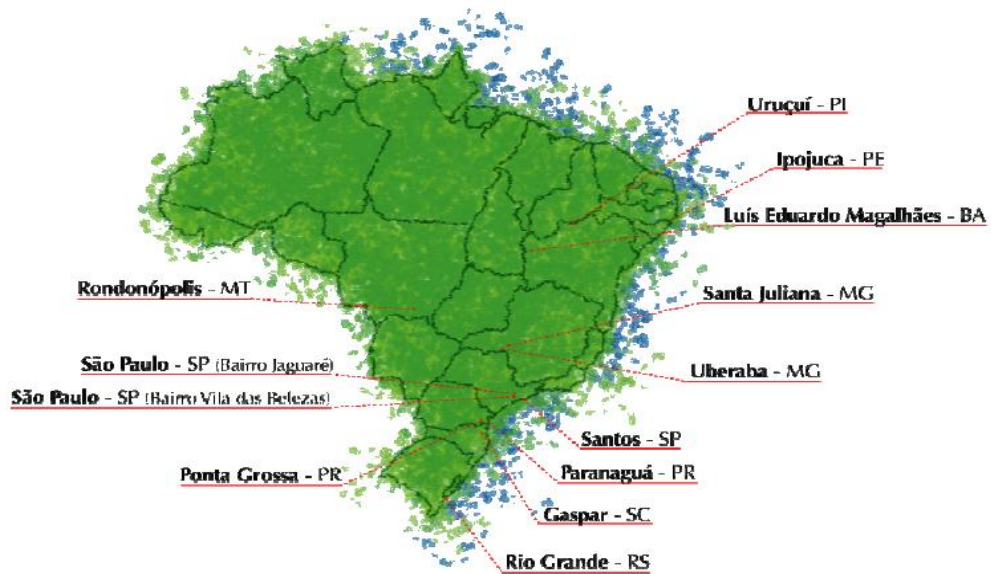 Uruçuí - PI
Ipojuca - PE
Luís Eduardo Magalhães - BA
Rondonópolis - MT
Santa Juliana - MG
São Paulo - SP (Bairro Jaguaré)
Uberaba - MG
São Paulo - SP (Bairro Vila das Belezas)
Santos - SP
Ponta Grossa - PR
Paranaguá - PR
Gaspar - SC
Rio Grande - RS